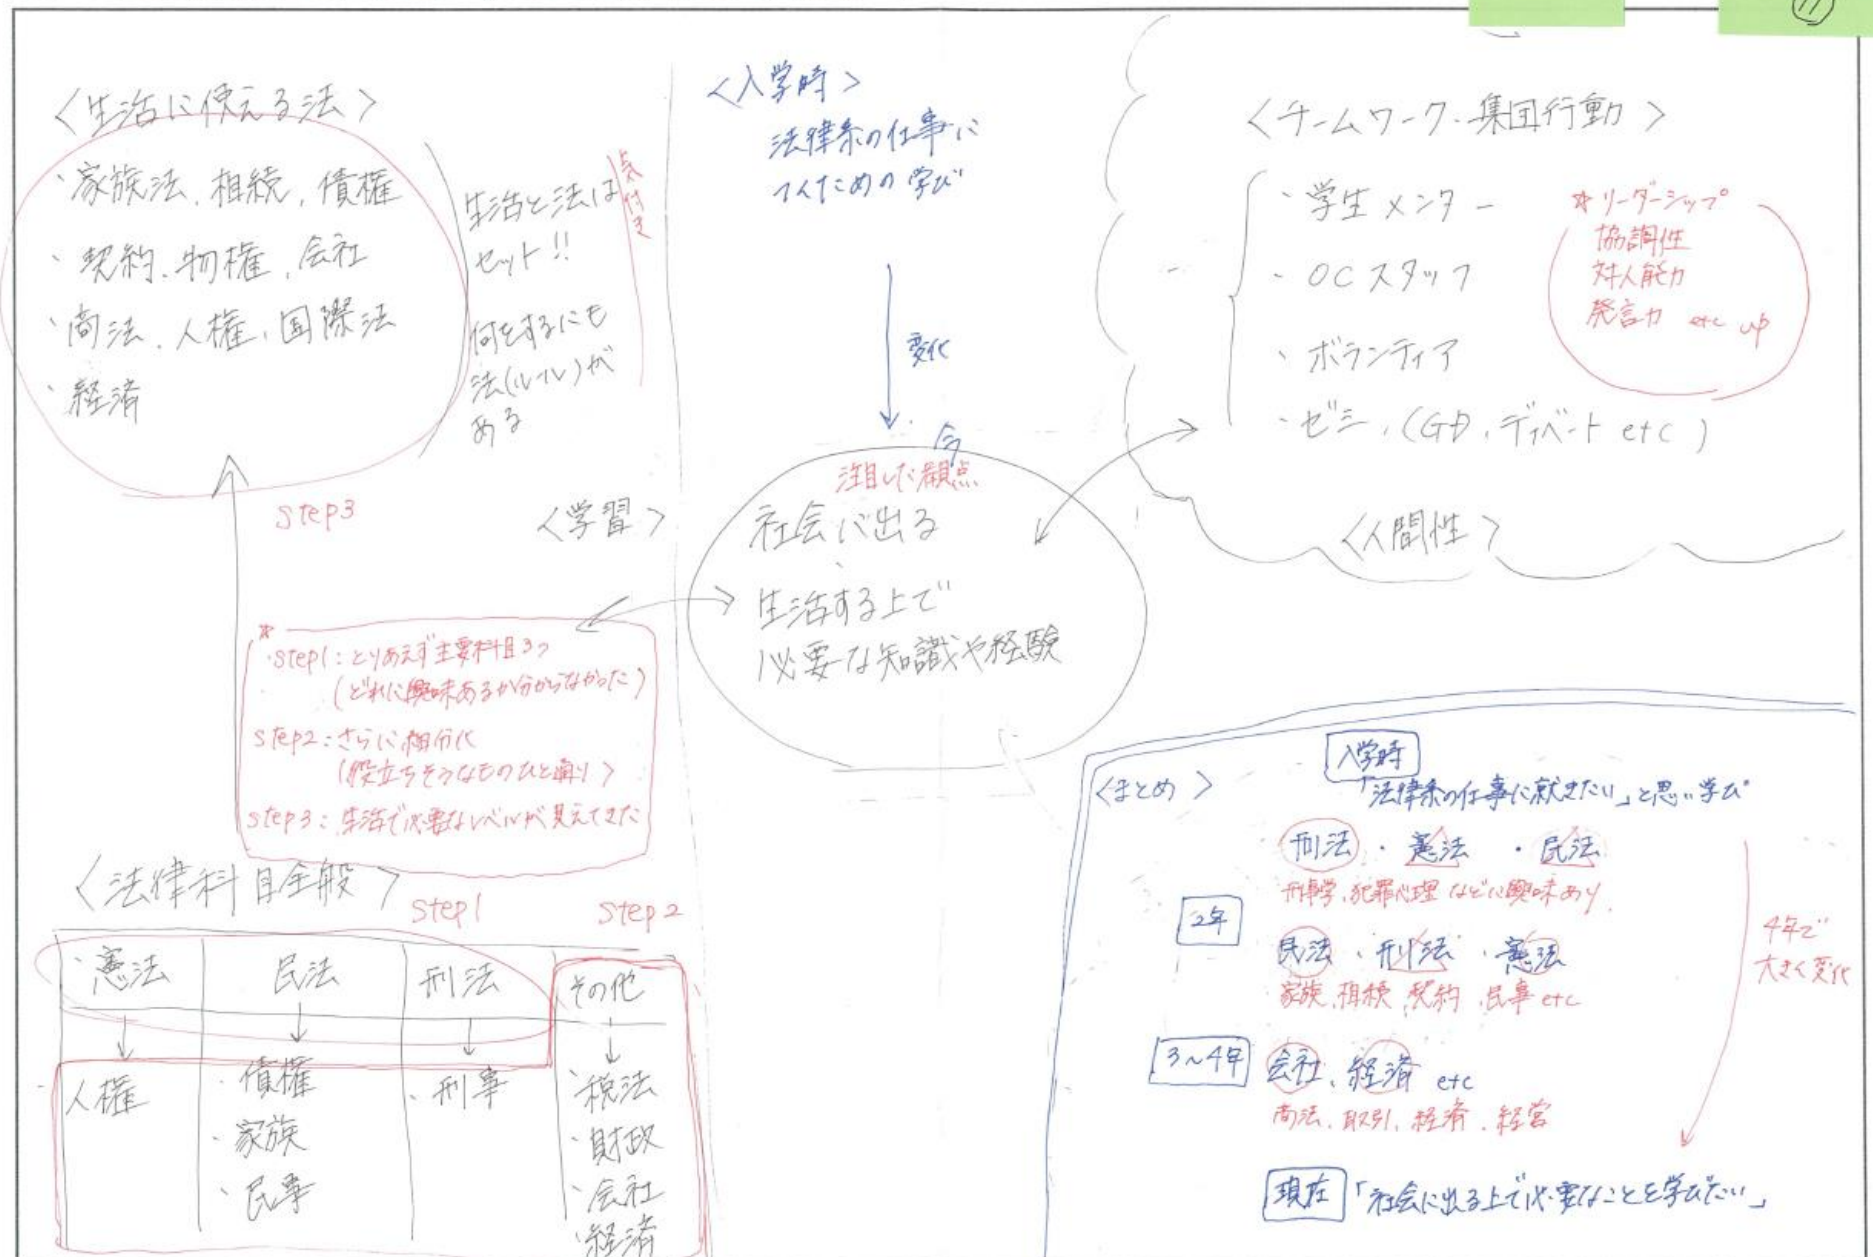 ⑪
＜生活に使える法＞
・家族法、相続、債権
・契約、物権、会社
・商法、人権、国際法
・経済
生活と法は
セット!!
何をするにも
法(ルール)が
ある
気付き
step3
＜学習＞
＜入学時＞
法律系の仕事に
つくための学び
変化
今
注目した観点
社会に出る
、
生活する上で
必要な知識や経験
＜チームワーク・集団行動＞
・学生メンター
・OCスタッフ
・ボランティア
・ゼミ、(GD、ディベートetc)
＊リーダーシップ
協調性
対人能力
発言力 etc up
＜人間性＞
＊
・step1：とりあえず主要科目3つ
(どれに興味あるか分からなかった)
step2：さらに細分化
(役立ちそうなものひと通り)
step3：生活で必要なレベルが見えてきた
＜法律科目全般＞
step1
step2
・憲法 民法 刑法 その他
↓ ↓ ↓ ↓
人権 ・債権 ・刑事 ・税法
・家族 ・財政
・民事 ・会社
・経済
＜まとめ＞
入学時
「法律系の仕事に就きたい」と思い学び
刑法・憲法・民法
刑事学、犯罪心理などに興味あり
2年
民法・刑法・憲法
家族、相続、契約、民事etc
3～4年
会社、経済 etc
商法、取引、経済、経営
4年で
大きく変化
現在「社会に出る上で必要なことを学びたい」